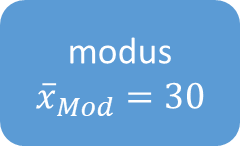 modus
x̄_Mod = 30